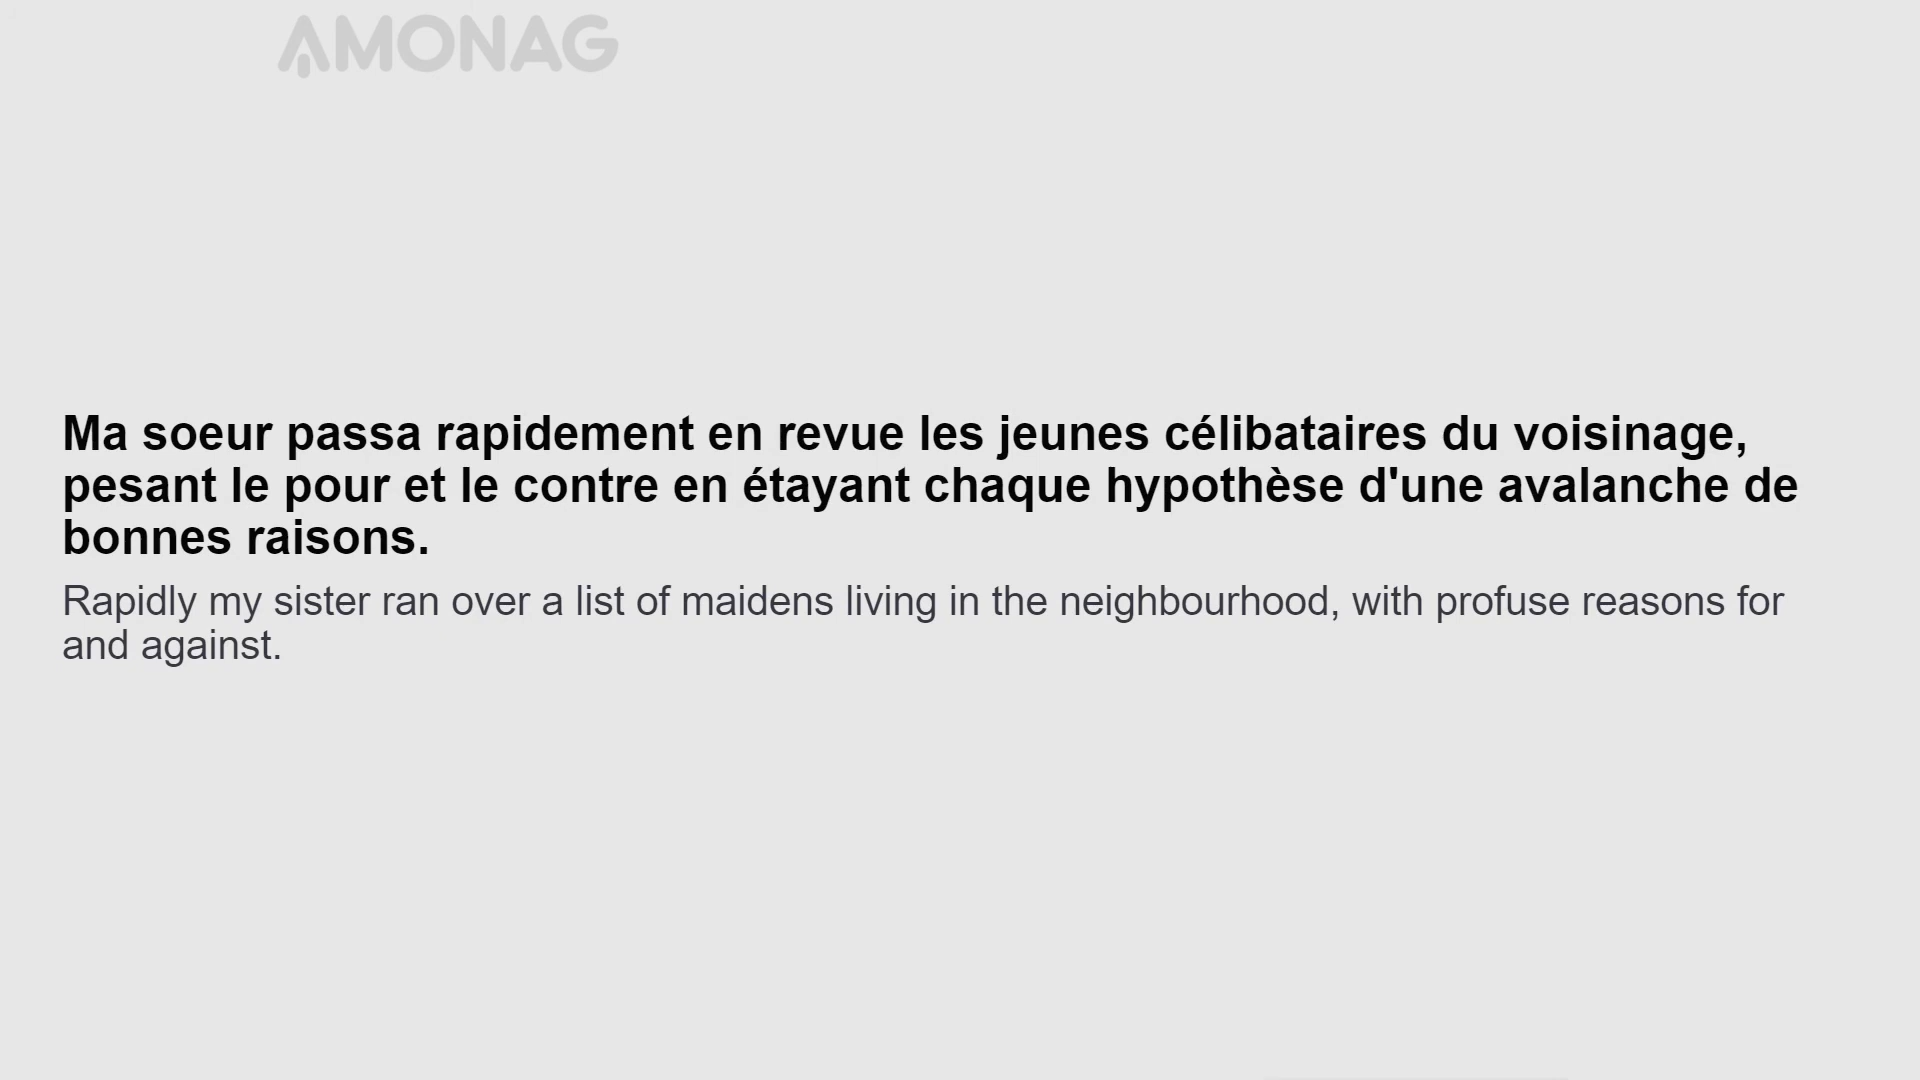 AMONAG
Ma soeur passa rapidement en revue les jeunes célibataires du voisinage,
pesant le pour et le contre en étayant chaque hypothèse d'une avalanche de
bonnes raisons.
Rapidly my sister ran over a list of maidens living in the neighbourhood, with profuse reasons for
and against.